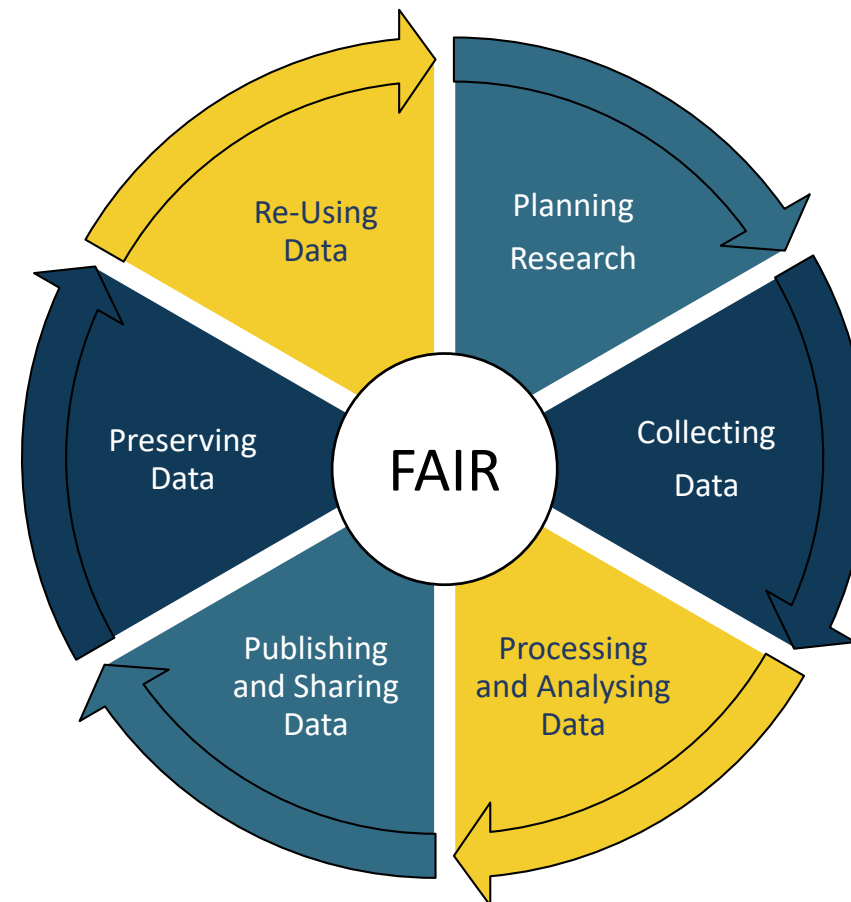 Planning
Research
Collecting
Data
Processing
and Analysing
Data
Publishing
and Sharing
Data
Preserving
Data
Re-Using
Data
FAIR